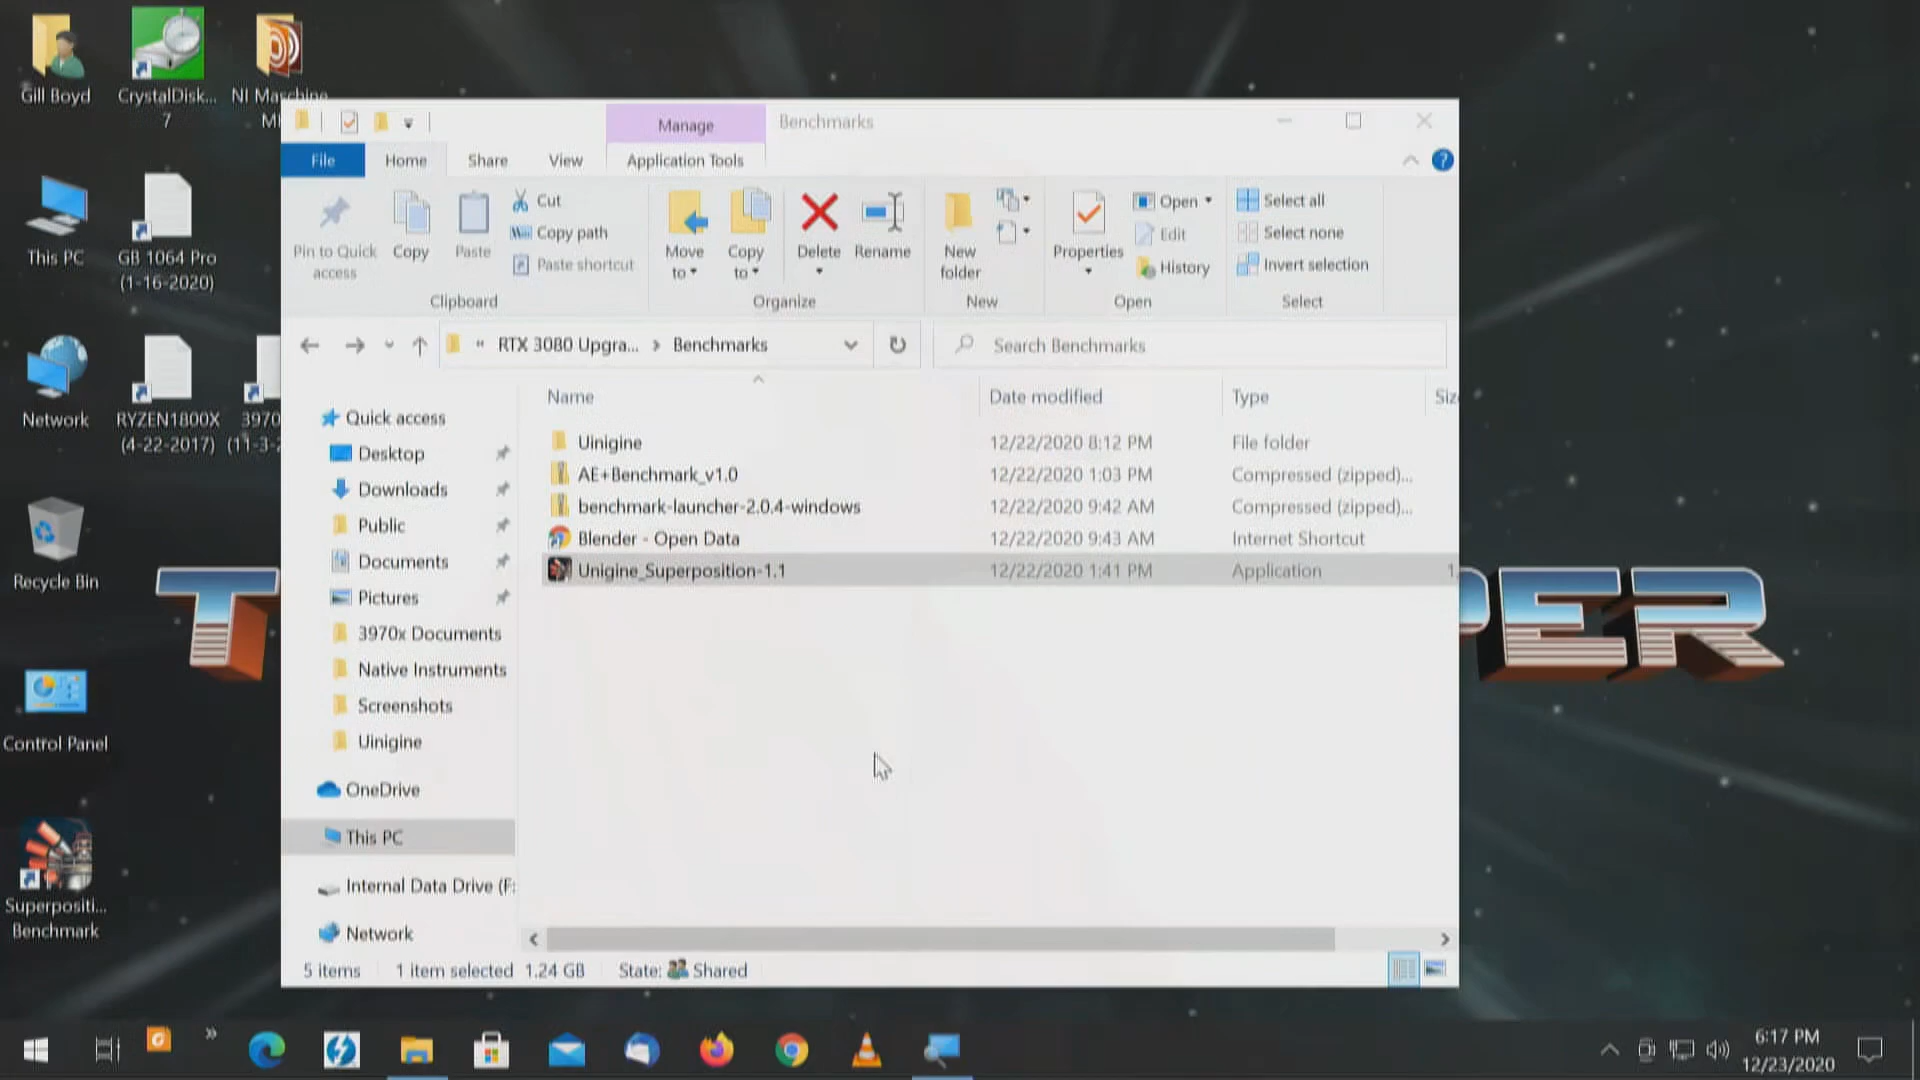 Gill Boyd
CrystalDisk...
7
NI Maschine
This PC
GB 1064 Pro
(1-16-2020)
Network
RYZEN1800X
(4-22-2017)
3970
(11-3-2
Recycle Bin
Control Panel
Superpositi...
Benchmark
T
PER
Manage
Benchmarks
File
Home
Share
View
Application Tools
?
Pin to Quick
access
Copy
Paste
Cut
Copy path
Paste shortcut
Clipboard
Move
to
Copy
to
Delete
Rename
Organize
New
folder
New
Properties
Open
Edit
History
Open
Select all
Select none
Invert selection
Select
« RTX 3080 Upgra... > Benchmarks
Search Benchmarks
Name
Date modified
Type
Siz
Uinigine
12/22/2020 8:12 PM
File folder
AE+Benchmark_v1.0
12/22/2020 1:03 PM
Compressed (zipped)...
benchmark-launcher-2.0.4-windows
12/22/2020 9:42 AM
Compressed (zipped)...
Blender - Open Data
12/22/2020 9:43 AM
Internet Shortcut
Unigine_Superposition-1.1
12/22/2020 1:41 PM
Application
1,
Quick access
Desktop
Downloads
Public
Documents
Pictures
3970x Documents
Native Instruments
Screenshots
Uinigine
OneDrive
This PC
Internal Data Drive (F:
Network
5 items
1 item selected 1.24 GB
State: Shared
6:17 PM
12/23/2020